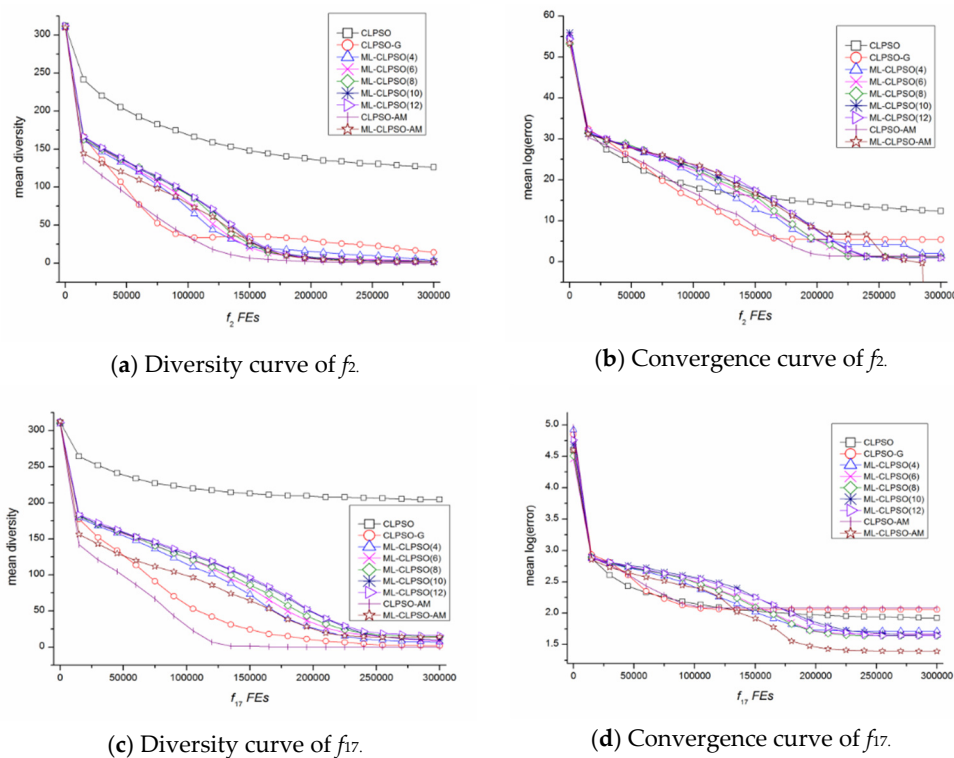 mean diversity
300
250
200
150
100
50
0
0 50000 100000 150000 200000 250000 300000
f2 FEs
CLPSO
CLPSO-G
ML-CLPSO(4)
ML-CLPSO(6)
ML-CLPSO(8)
ML-CLPSO(10)
ML-CLPSO(12)
CLPSO-AM
ML-CLPSO-AM
(a) Diversity curve of f2.
mean log(error)
60
50
40
30
20
10
0
0 50000 100000 150000 200000 250000 300000
f2 FEs
CLPSO
CLPSO-G
ML-CLPSO(4)
ML-CLPSO(6)
ML-CLPSO(8)
ML-CLPSO(10)
ML-CLPSO(12)
CLPSO-AM
ML-CLPSO-AM
(b) Convergence curve of f2.
mean diversity
300
250
200
150
100
50
0
0 50000 100000 150000 200000 250000 300000
f17 FEs
CLPSO
CLPSO-G
ML-CLPSO(4)
ML-CLPSO(6)
ML-CLPSO(8)
ML-CLPSO(10)
ML-CLPSO(12)
CLPSO-AM
ML-CLPSO-AM
(c) Diversity curve of f17.
mean log(error)
5.0
4.5
4.0
3.5
3.0
2.5
2.0
1.5
0 50000 100000 150000 200000 250000 300000
f17 FEs
CLPSO
CLPSO-G
ML-CLPSO(4)
ML-CLPSO(6)
ML-CLPSO(8)
ML-CLPSO(10)
ML-CLPSO(12)
CLPSO-AM
ML-CLPSO-AM
(d) Convergence curve of f17.